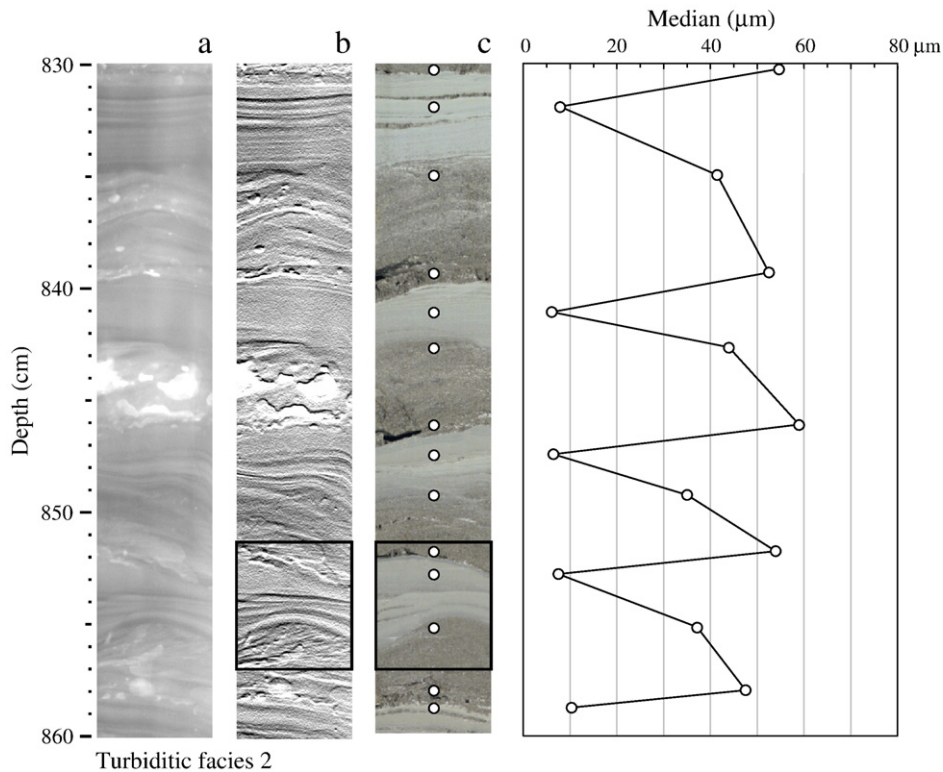 Median (µm)
a b c 0 20 40 60 80 µm
830
840
Depth (cm)
850
860
Turbiditic facies 2